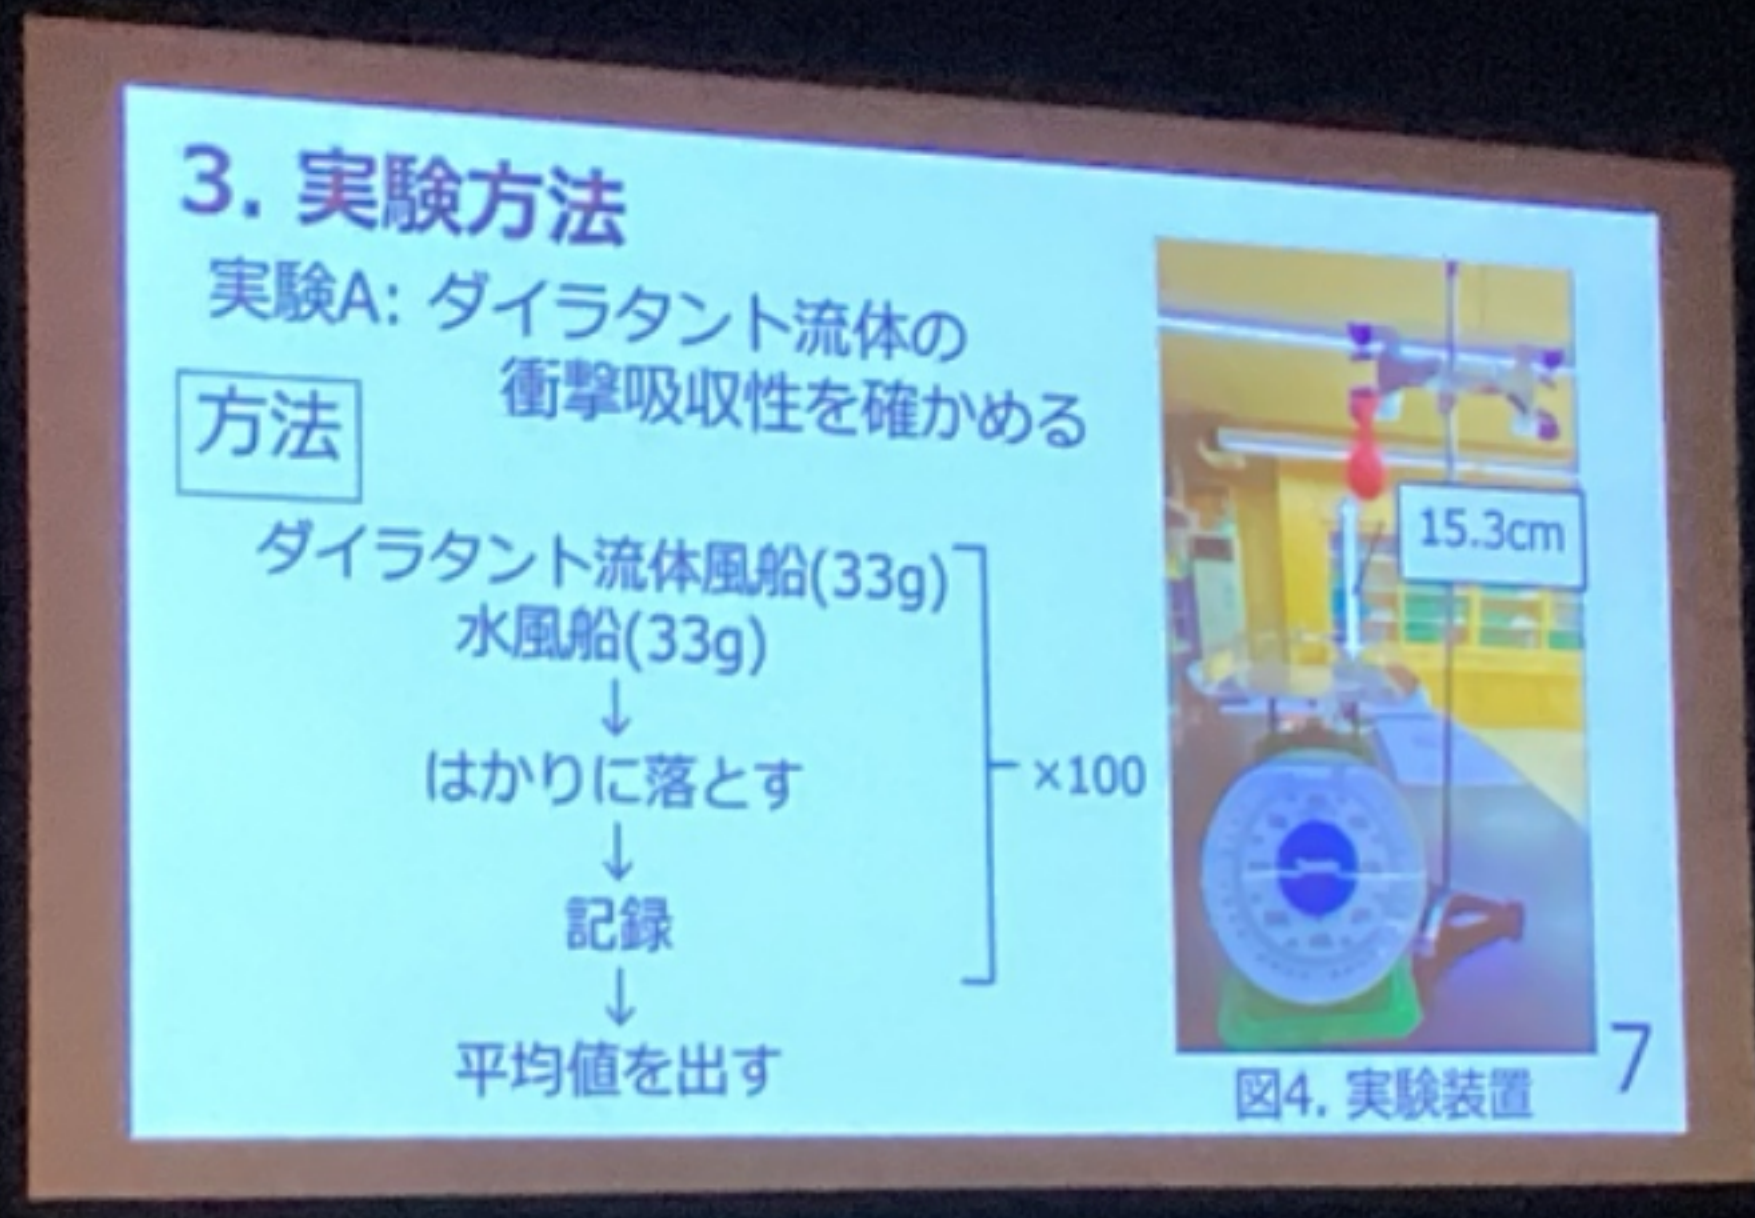 3. 実験方法
実験A: ダイラタント流体の
衝撃吸収性を確かめる
方法
ダイラタント流体風船(33g)
水風船(33g)
↓
はかりに落とす
↓
記録
↓
平均値を出す
×100
15.3cm
図4. 実験装置
7